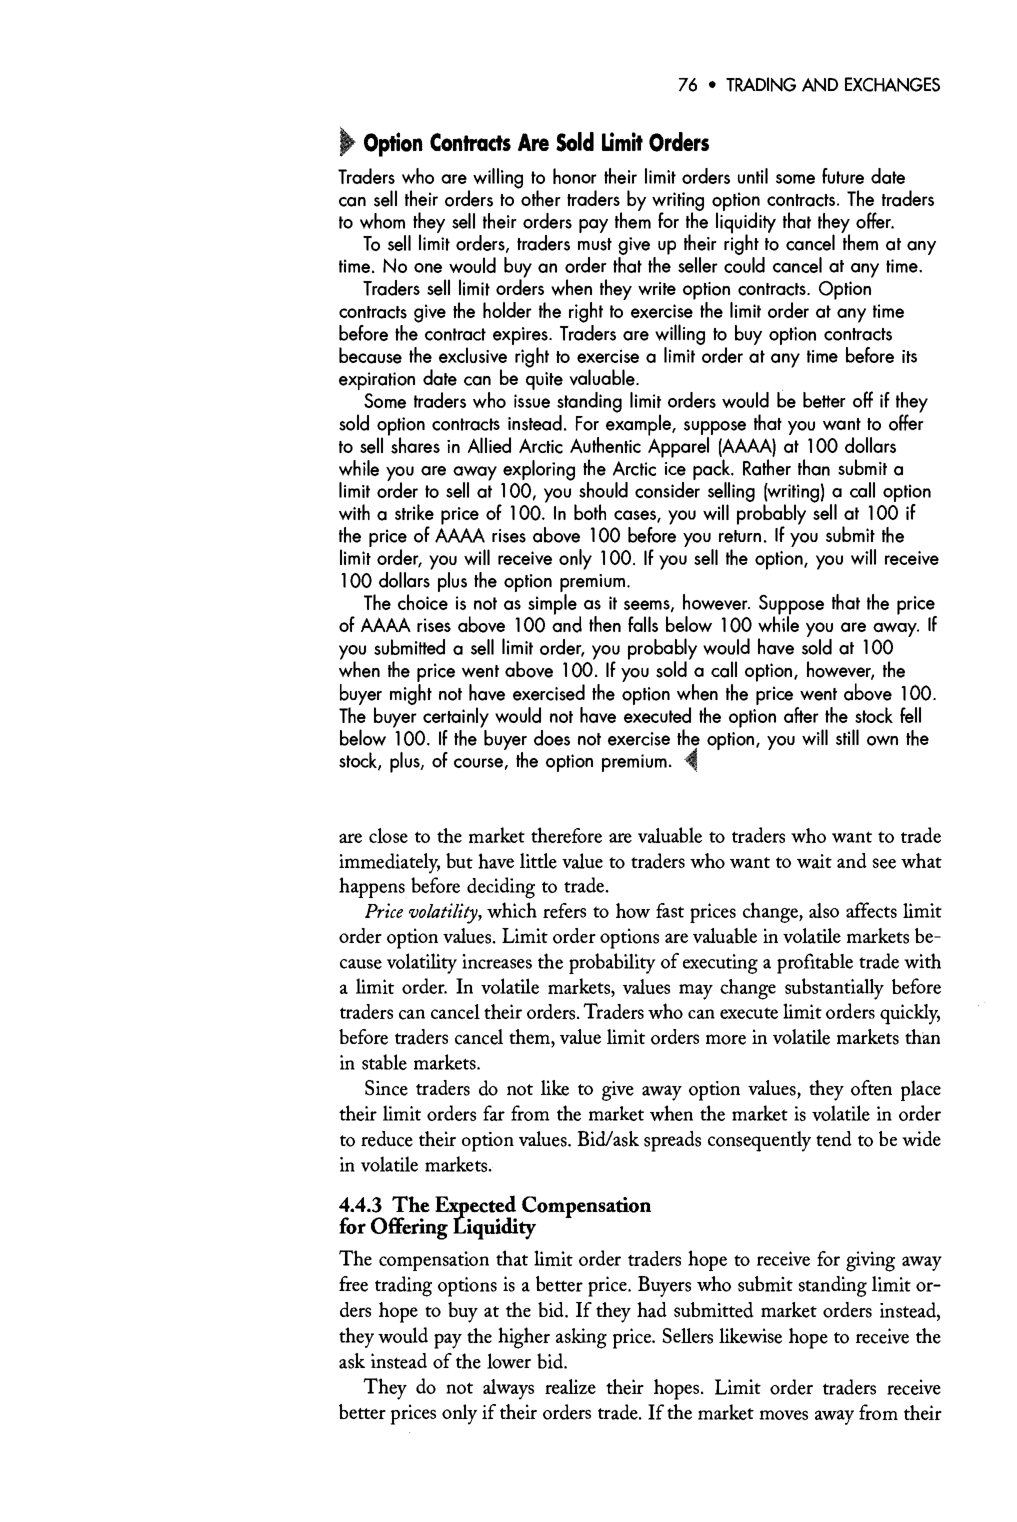 76 • TRADING AND EXCHANGES
Option Contracts Are Sold Limit Orders
Traders who are willing to honor their limit orders until some future date
can sell their orders to other traders by writing option contracts. The traders
to whom they sell their orders pay them for the liquidity that they offer.
To sell limit orders, traders must give up their right to cancel them at any
time. No one would buy an order that the seller could cancel at any time.
Traders sell limit orders when they write option contracts. Option
contracts give the holder the right to exercise the limit order at any time
before the contract expires. Traders are willing to buy option contracts
because the exclusive right to exercise a limit order at any time before its
expiration date can be quite valuable.
Some traders who issue standing limit orders would be better off if they
sold option contracts instead. For example, suppose that you want to offer
to sell shares in Allied Arctic Authentic Apparel (AAAA) at 100 dollars
while you are away exploring the Arctic ice pack. Rather than submit a
limit order to sell at 100, you should consider selling (writing) a call option
with a strike price of 100. In both cases, you will probably sell at 100 if
the price of AAAA rises above 100 before you return. If you submit the
limit order, you will receive only 100. If you sell the option, you will receive
100 dollars plus the option premium.
The choice is not as simple as it seems, however. Suppose that the price
of AAAA rises above 100 and then falls below 100 while you are away. If
you submitted a sell limit order, you probably would have sold at 100
when the price went above 100. If you sold a call option, however, the
buyer might not have exercised the option when the price went above 100.
The buyer certainly would not have executed the option after the stock fell
below 100. If the buyer does not exercise the option, you will still own the
stock, plus, of course, the option premium.
are close to the market therefore are valuable to traders who want to trade
immediately, but have little value to traders who want to wait and see what
happens before deciding to trade.
Price volatility, which refers to how fast prices change, also affects limit
order option values. Limit order options are valuable in volatile markets be-
cause volatility increases the probability of executing a profitable trade with
a limit order. In volatile markets, values may change substantially before
traders can cancel their orders. Traders who can execute limit orders quickly,
before traders cancel them, value limit orders more in volatile markets than
in stable markets.
Since traders do not like to give away option values, they often place
their limit orders far from the market when the market is volatile in order
to reduce their option values. Bid/ask spreads consequently tend to be wide
in volatile markets.
4.4.3 The Expected Compensation
for Offering Liquidity
The compensation that limit order traders hope to receive for giving away
free trading options is a better price. Buyers who submit standing limit or-
ders hope to buy at the bid. If they had submitted market orders instead,
they would pay the higher asking price. Sellers likewise hope to receive the
ask instead of the lower bid.
They do not always realize their hopes. Limit order traders receive
better prices only if their orders trade. If the market moves away from their